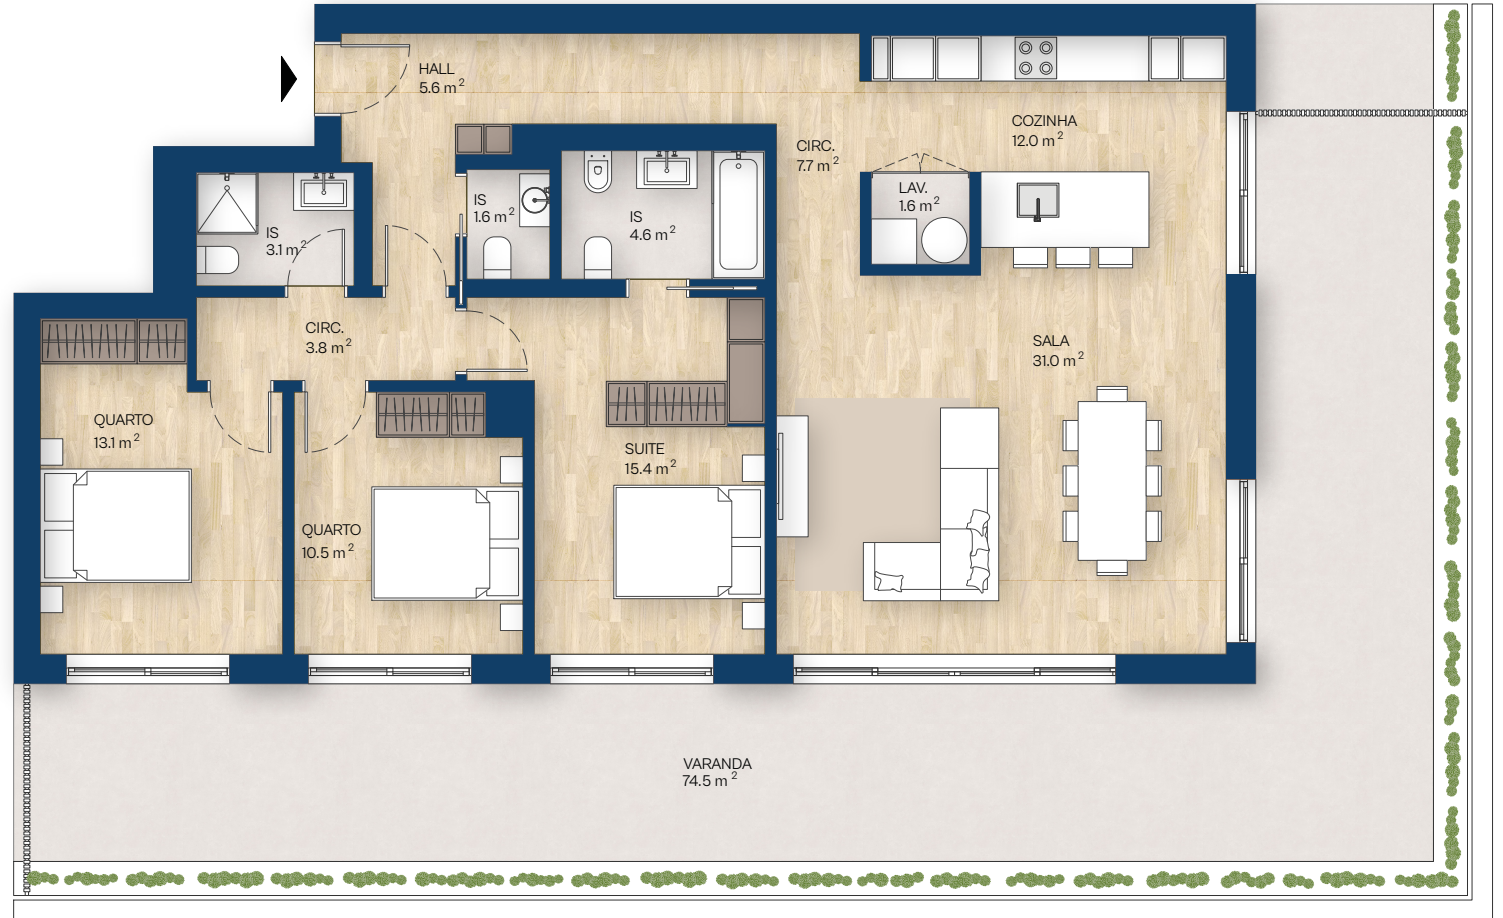 HALL
5.6 m²
COZINHA
12.0 m²
CIRC.
7.7 m²
LAV.
1.6 m²
IS
1.6 m²
IS
4.6 m²
IS
3.1 m²
CIRC.
3.8 m²
SALA
31.0 m²
QUARTO
13.1 m²
SUITE
15.4 m²
QUARTO
10.5 m²
VARANDA
74.5 m²